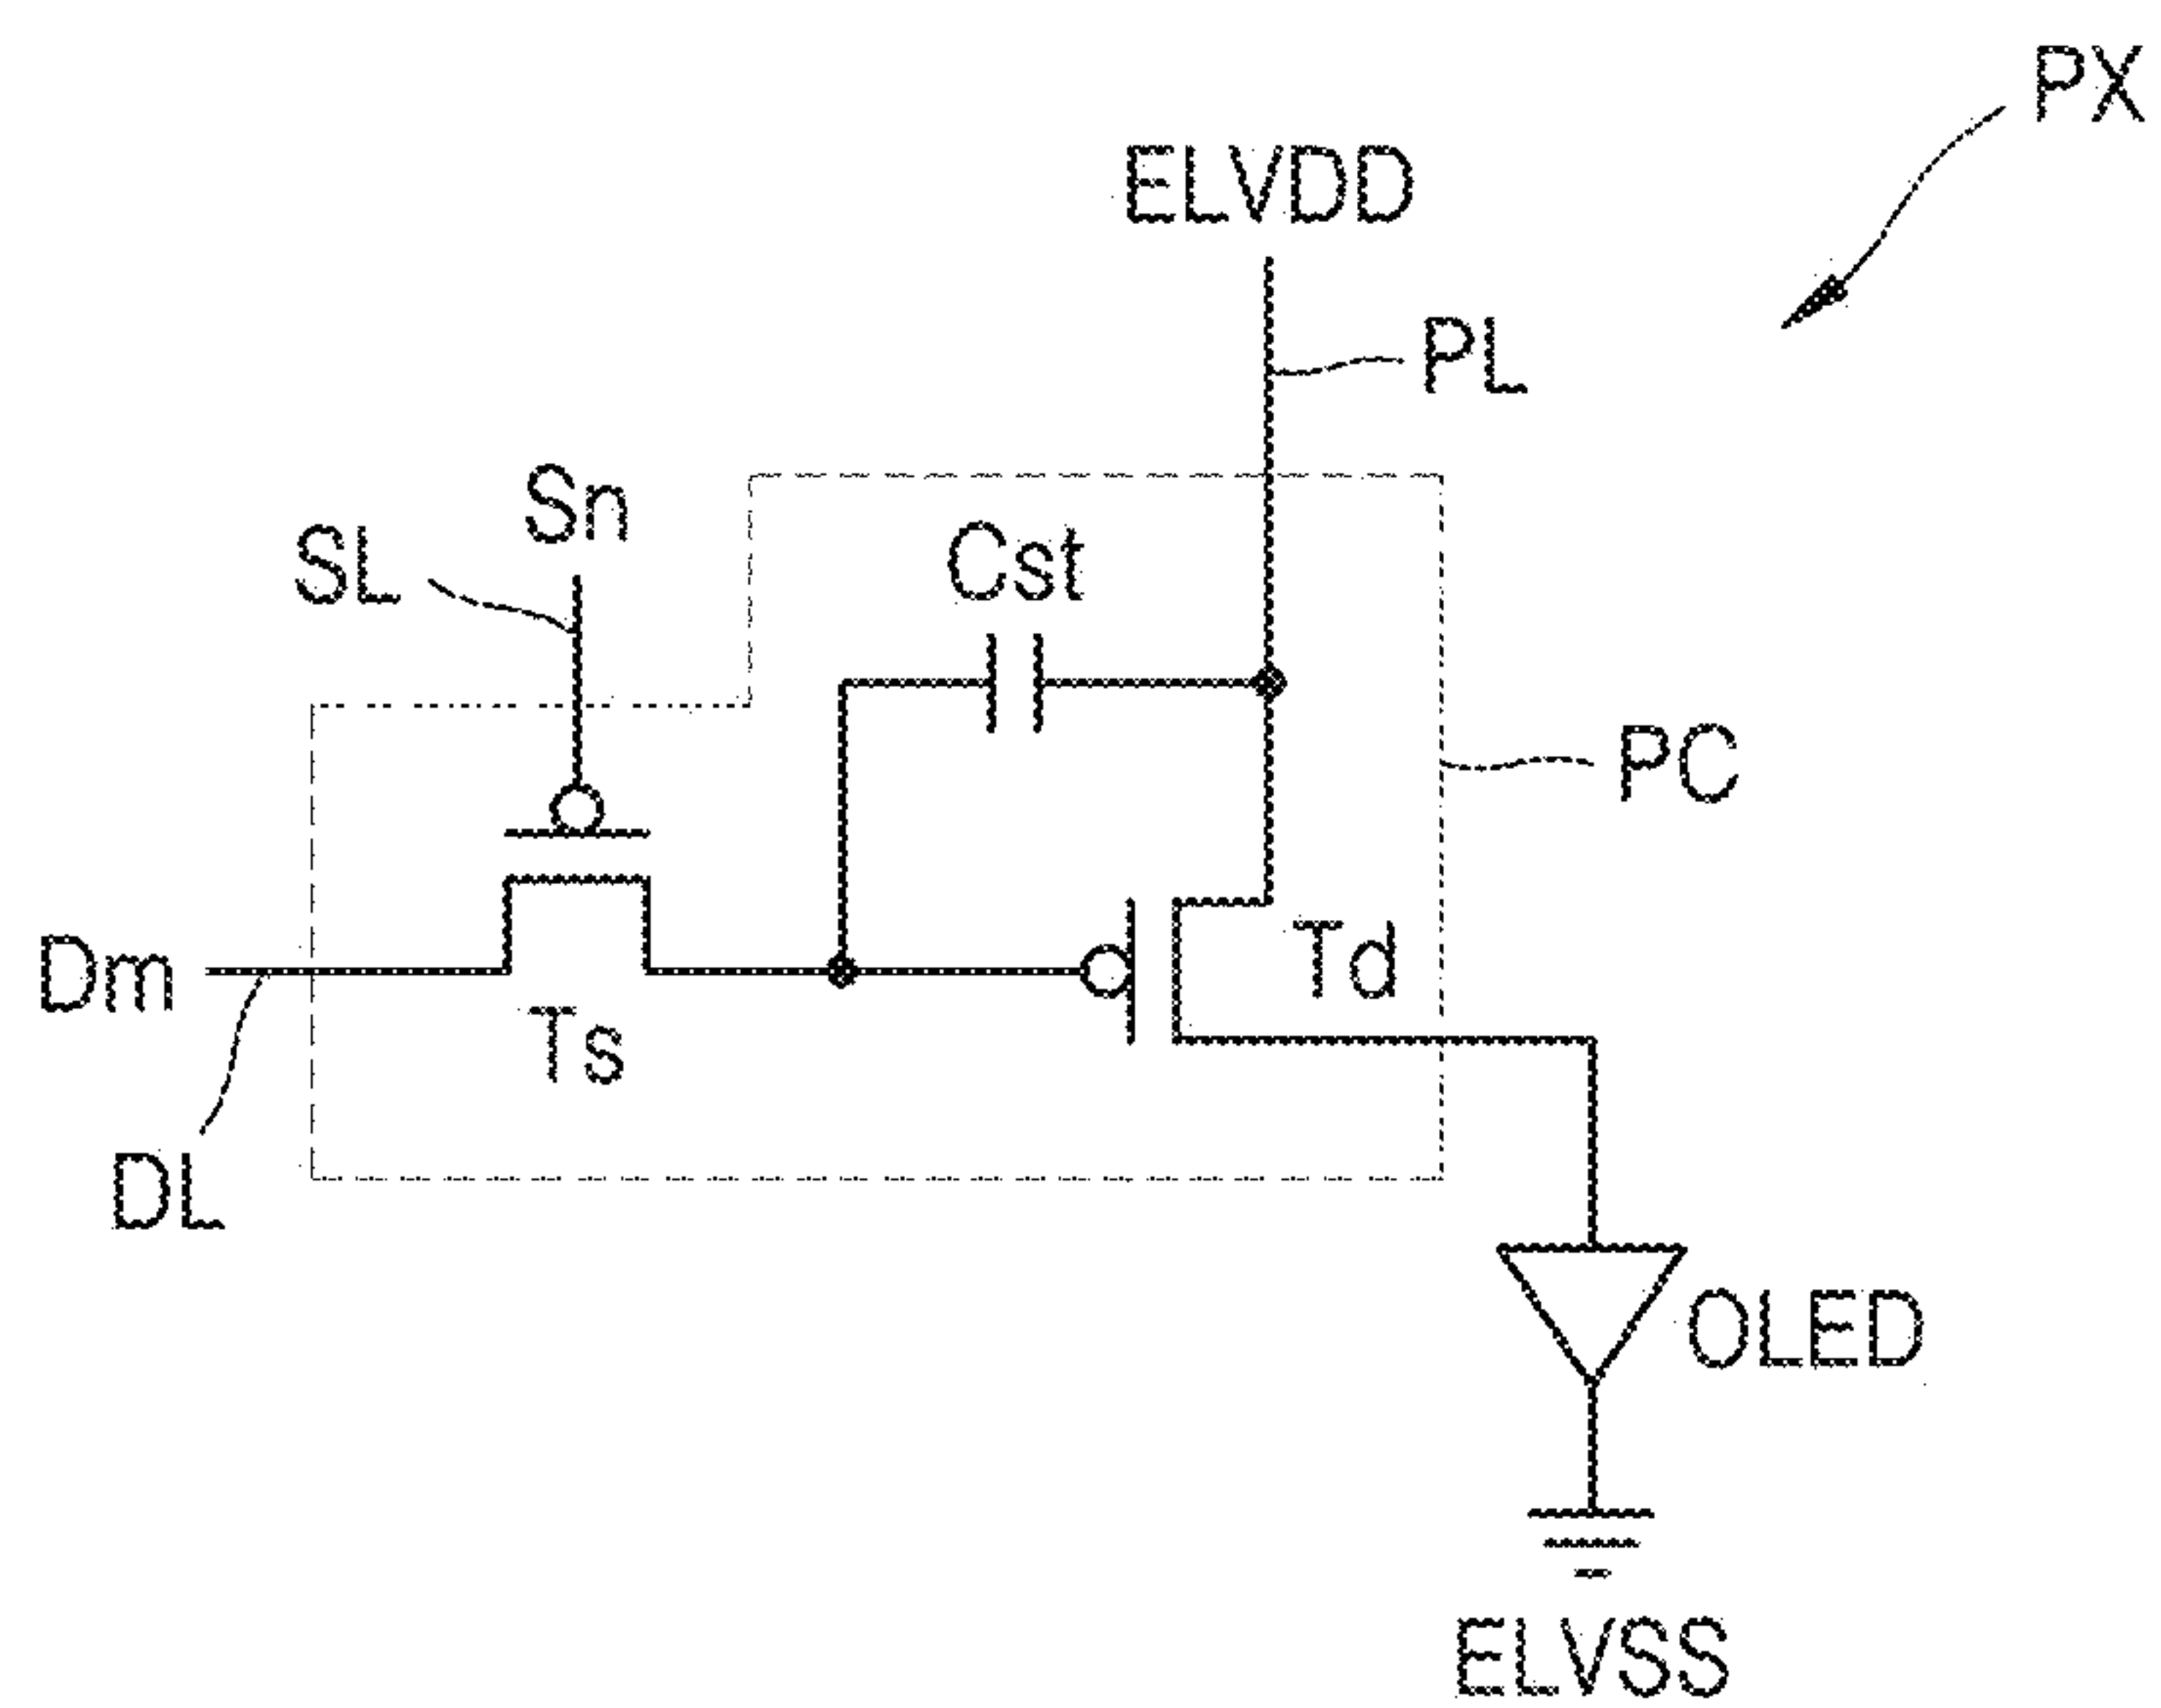 PX
ELVDD
PL
Sn
SL
Cst
PC
Dm
Td
Ts
DL
OLED
ELVSS